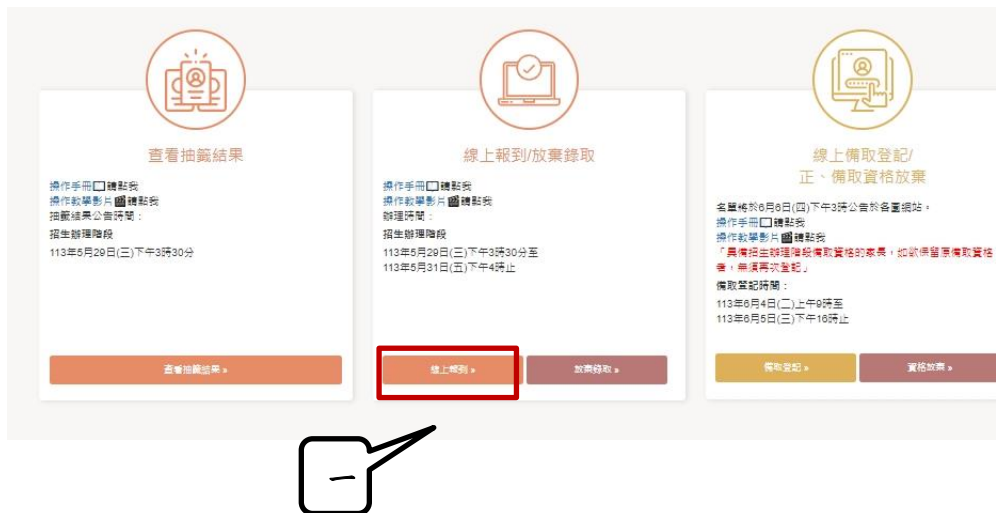 查看抽籤結果
操作手冊 請點我
操作教學影片 請點我
抽籤結果公告時間：
招生辦理階段
113年5月29日(三)下午3時30分
查看抽籤結果 »
線上報到/放棄錄取
操作手冊 請點我
操作教學影片 請點我
辦理時間：
招生辦理階段
113年5月29日(三)下午3時30分至
113年5月31日(五)下午4時止
線上報到 »
放棄錄取 »
線上備取登記/
正、備取資格放棄
名單將於6月6日(四)下午3時公告於各園網站。
操作手冊 請點我
操作教學影片 請點我
「具備招生辦理階段備取資格的家長，如欲保留原備取資格
者，無須再次登記」
備取登記時間：
113年6月4日(二)上午9時至
113年6月5日(三)下午16時止
備取登記 »
資格放棄 »
一